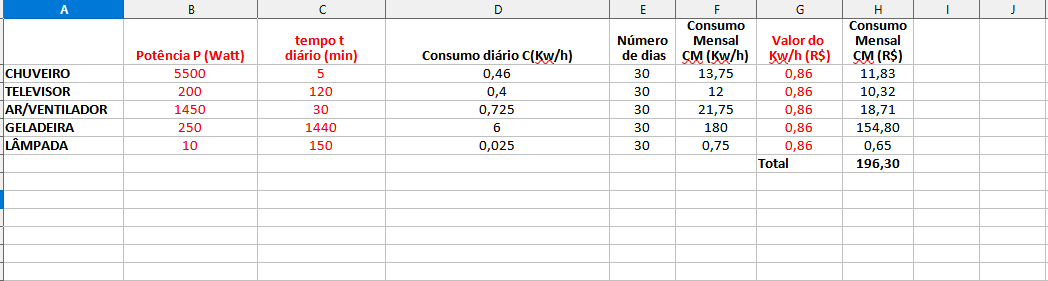 A B C D E F G H I J
Potência P (Watt) tempo t diário (min) Consumo diário C(Kw/h) Número de dias Consumo Mensal CM (Kw/h) Valor do Kw/h (R$) Consumo Mensal CM (R$)
CHUVEIRO 5500 5 0,46 30 13,75 0,86 11,83
TELEVISOR 200 120 0,4 30 12 0,86 10,32
AR/VENTILADOR 1450 30 0,725 30 21,75 0,86 18,71
GELADEIRA 250 1440 6 30 180 0,86 154,80
LÂMPADA 10 150 0,025 30 0,75 0,86 0,65
Total 196,30